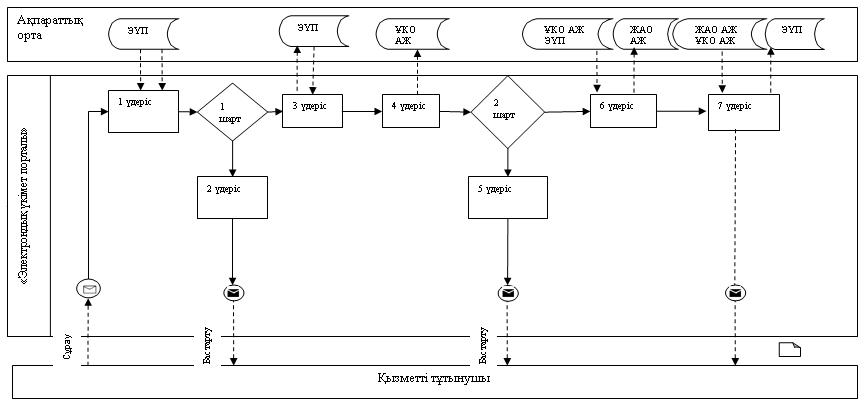 Ақпараттық
орта
ЭҮП
ЭҮП
ҰКО
АЖ
ҰКО АЖ
ЭҮП
ЖАО
АЖ
ЖАО АЖ
ҰКО АЖ
ЭҮП
«Электрондық үкімет порталы»
1 үдеріс
1
шарт
3 үдеріс
4 үдеріс
2
шарт
6 үдеріс
7 үдеріс
2 үдеріс
5 үдеріс
Сұрау
Бас тарту
Бас тарту
Қызметті тұтынушы